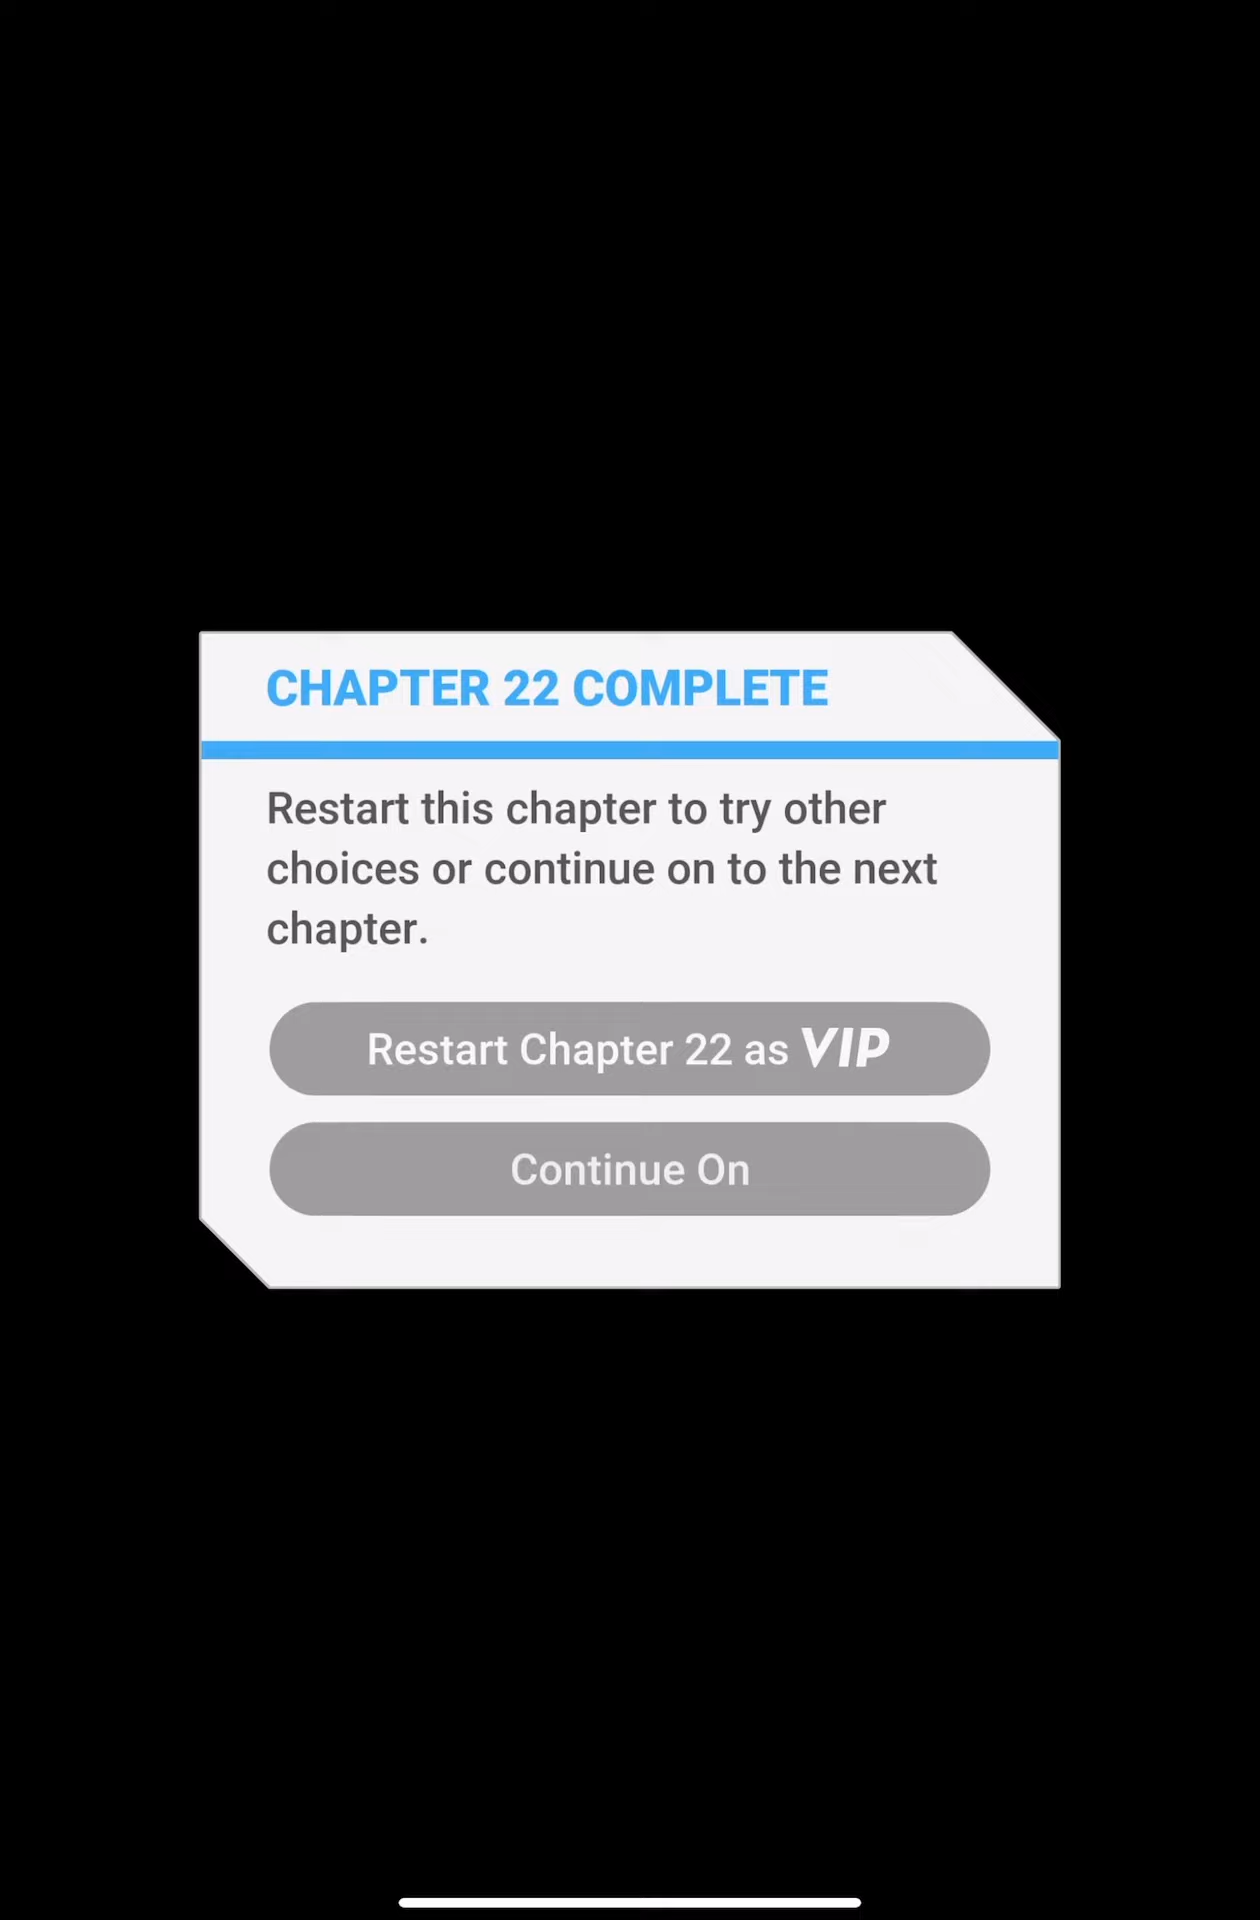 CHAPTER 22 COMPLETE
Restart this chapter to try other
choices or continue on to the next
chapter.
Restart Chapter 22 as VIP
Continue On